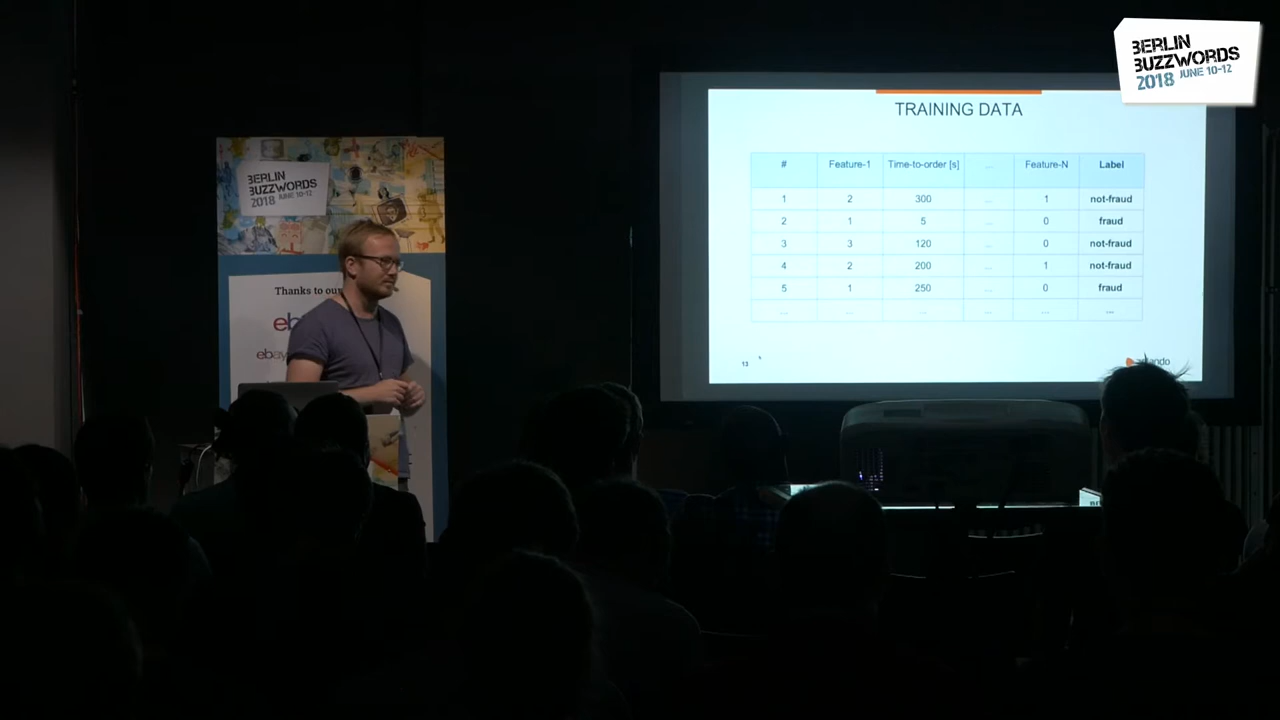 BERLIN
BUZZWORDS
2018 JUNE 10-12
BERLIN
BUZZWORDS
2018 JUNE 10-12
Thanks to our
eb
ebay
TRAINING DATA
# Feature-1 Time-to-order [s] ... Feature-N Label
1 2 300 ... 1 not-fraud
2 1 5 ... 0 fraud
3 3 120 ... 0 not-fraud
4 2 200 ... 1 not-fraud
5 1 250 ... 0 fraud
... ... ... ... ... ...
13